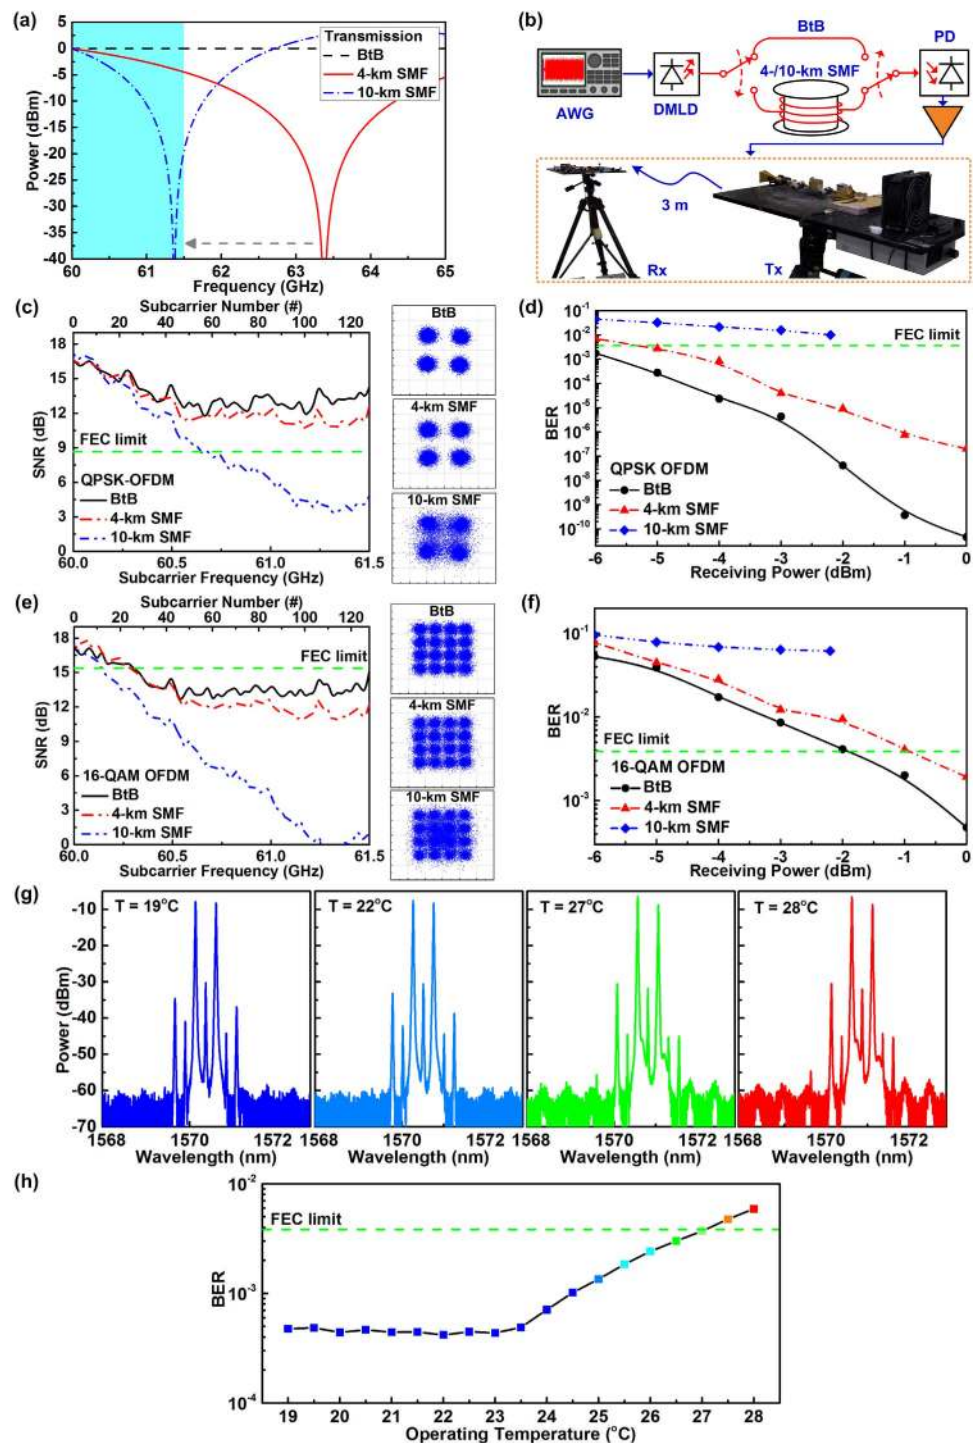 (a)
5
0
-5
-10
-15
-20
-25
-30
-35
-40
Power (dBm)
Transmission
BtB
4-km SMF
10-km SMF
60 61 62 63 64 65
Frequency (GHz)
(b)
BtB
PD
4-/10-km SMF
AWG
DMLD
3 m
Rx
Tx
(c)
Subcarrier Number (#)
0 20 40 60 80 100 120
18
15
12
9
6
3
0
SNR (dB)
FEC limit
QPSK-OFDM
BtB
4-km SMF
10-km SMF
60.0 60.5 61.0 61.5
Subcarrier Frequency (GHz)
BtB
4-km SMF
10-km SMF
(d)
10-1
10-2
10-3
10-4
10-5
10-6
10-7
10-8
10-9
10-10
BER
FEC limit
QPSK OFDM
BtB
4-km SMF
10-km SMF
-6 -5 -4 -3 -2 -1 0
Receiving Power (dBm)
(e)
Subcarrier Number (#)
0 20 40 60 80 100 120
18
15
12
9
6
3
0
SNR (dB)
FEC limit
16-QAM OFDM
BtB
4-km SMF
10-km SMF
60.0 60.5 61.0 61.5
Subcarrier Frequency (GHz)
BtB
4-km SMF
10-km SMF
(f)
10-1
10-2
10-3
BER
FEC limit
16-QAM OFDM
BtB
4-km SMF
10-km SMF
-6 -5 -4 -3 -2 -1 0
Receiving Power (dBm)
(g)
-10
-20
-30
-40
-50
-60
-70
Power (dBm)
T = 19°C
T = 22°C
T = 27°C
T = 28°C
1568 1570 1572
1568 1570 1572
1568 1570 1572
1568 1570 1572
Wavelength (nm)
Wavelength (nm)
Wavelength (nm)
Wavelength (nm)
(h)
10-2
10-3
10-4
BER
FEC limit
19 20 21 22 23 24 25 26 27 28
Operating Temperature (°C)